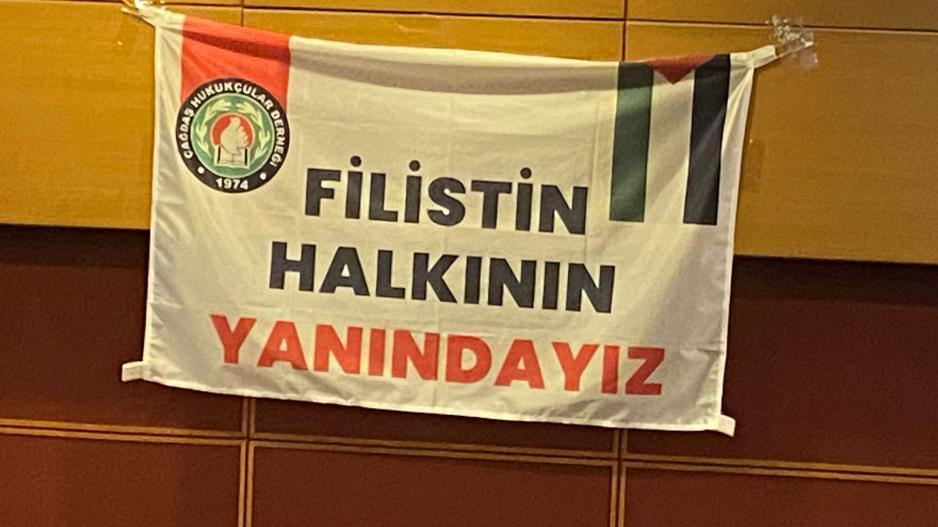 ÇAĞDAŞ HUKUKÇULAR DERNEĞİ
1974
FİLİSTİN
HALKININ
YANINDAYIZ